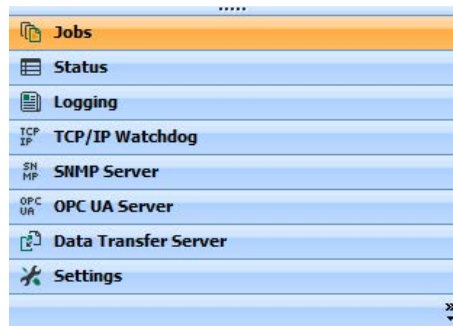 Jobs
Status
Logging
TCP
IP
TCP/IP Watchdog
SN
MP
SNMP Server
OPC
UA
OPC UA Server
Data Transfer Server
Settings